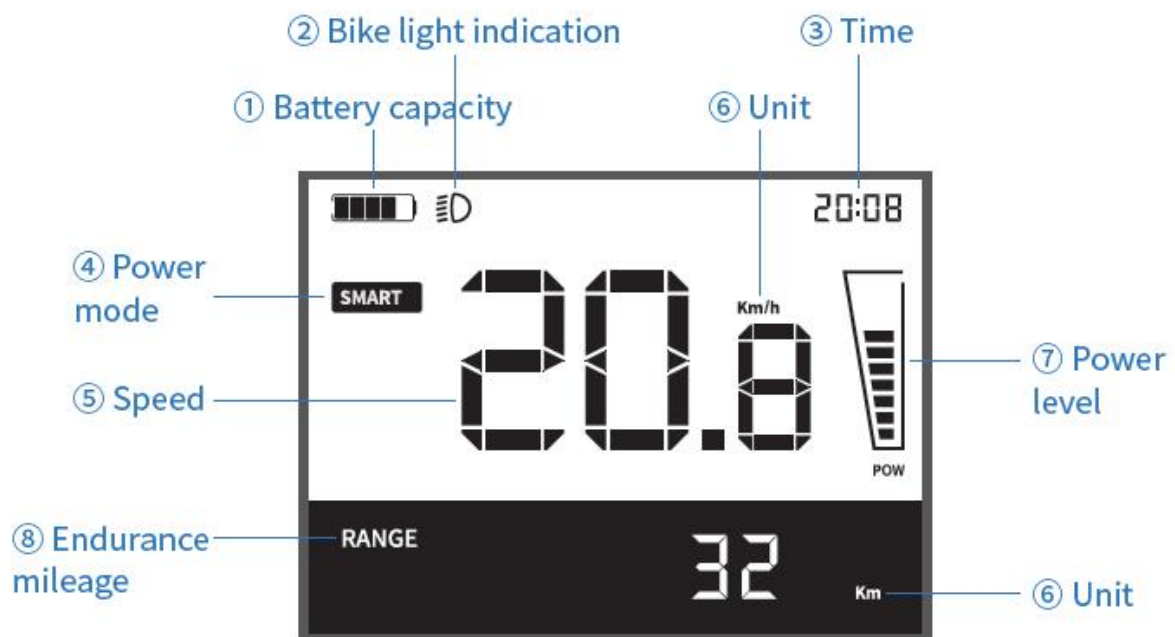 ② Bike light indication
③ Time
① Battery capacity
⑥ Unit
20:08
④ Power
mode
SMART
Km/h
20.8
⑦ Power
level
⑤ Speed
POW
⑧ Endurance
mileage
RANGE
32
Km
⑥ Unit